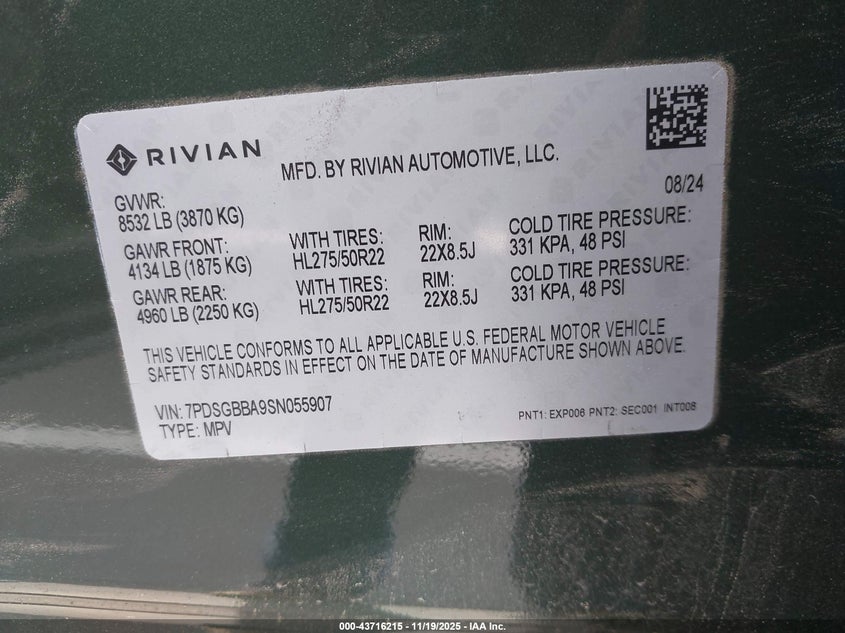 RIVIAN
MFD. BY RIVIAN AUTOMOTIVE, LLC.
08/24
GVWR:
8532 LB (3870 KG)
GAWR FRONT: WITH TIRES: RIM: COLD TIRE PRESSURE:
4134 LB (1875 KG) HL275/50R22 22X8.5J 331 KPA, 48 PSI
GAWR REAR: WITH TIRES: RIM: COLD TIRE PRESSURE:
4960 LB (2250 KG) HL275/50R22 22X8.5J 331 KPA, 48 PSI
THIS VEHICLE CONFORMS TO ALL APPLICABLE U.S. FEDERAL MOTOR VEHICLE
SAFETY STANDARDS IN EFFECT ON THE DATE OF MANUFACTURE SHOWN ABOVE.
VIN: 7PDSGBBA9SN055907
TYPE: MPV
PNT1: EXP006 PNT2: SEC001 INT008
000-43716215 - 11/19/2025 - IAA Inc.